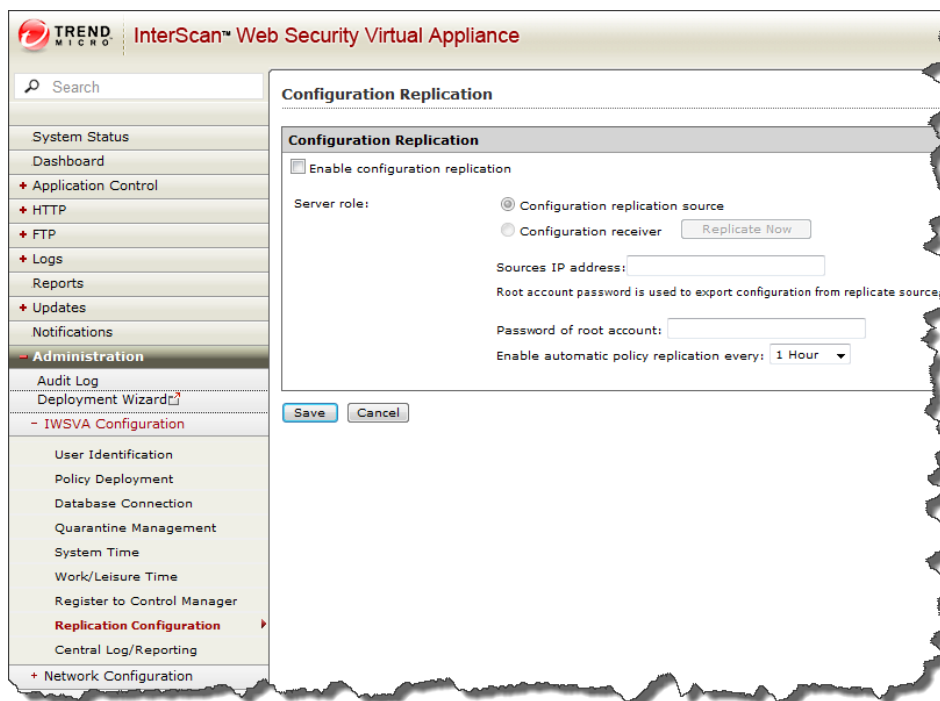 TREND MICRO InterScan™ Web Security Virtual Appliance
Search
System Status
Dashboard
+ Application Control
+ HTTP
+ FTP
+ Logs
Reports
+ Updates
Notifications
- Administration
Audit Log
Deployment Wizard
- IWSVA Configuration
User Identification
Policy Deployment
Database Connection
Quarantine Management
System Time
Work/Leisure Time
Register to Control Manager
Replication Configuration
Central Log/Reporting
+ Network Configuration
Configuration Replication
Configuration Replication
Enable configuration replication
Server role:
Configuration replication source
Configuration receiver Replicate Now
Sources IP address:
Root account password is used to export configuration from replicate source,
Password of root account:
Enable automatic policy replication every: 1 Hour
Save Cancel